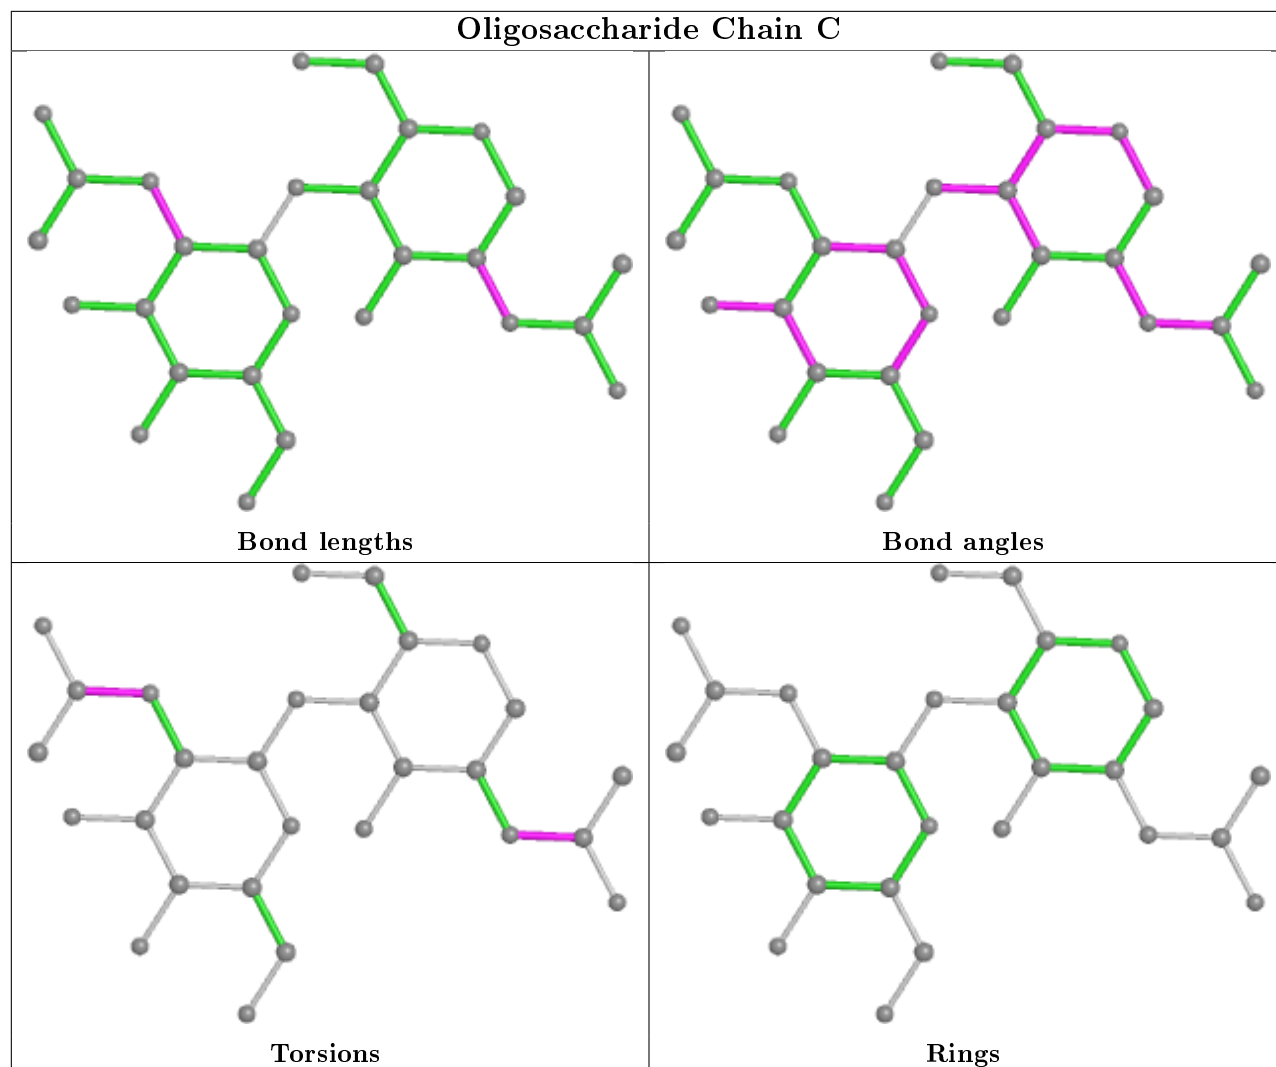 Oligosaccharide Chain C
Bond lengths
Bond angles
Torsions
Rings